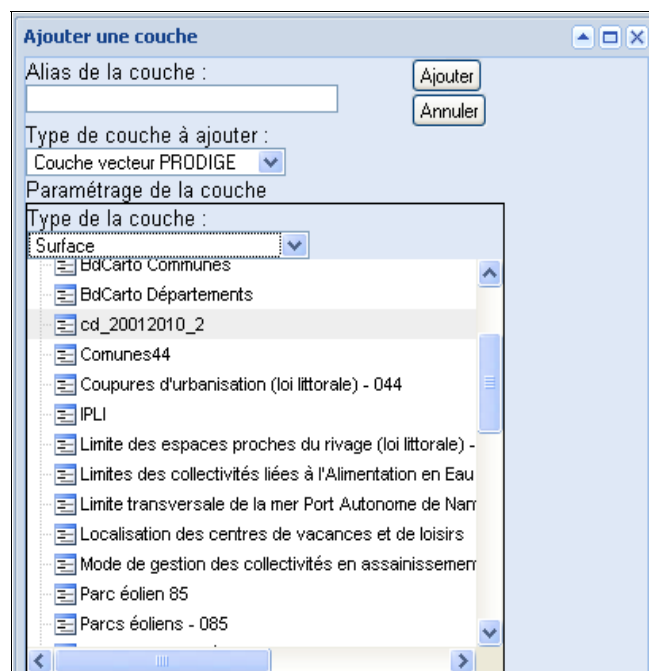 Ajouter une couche
Alias de la couche :
Ajouter
Annuler
Type de couche à ajouter :
Couche vecteur PRODIGE
Paramétrage de la couche
Type de la couche :
Surface
BdCarto Communes
BdCarto Départements
cd_20012010_2
Comunes44
Coupures d'urbanisation (loi littorale) - 044
IPLI
Limite des espaces proches du rivage (loi littorale) -
Limites des collectivités liées à l'Alimentation en Eau
Limite transversale de la mer Port Autonome de Nan
Localisation des centres de vacances et de loisirs
Mode de gestion des collectivités en assainissemen
Parc éolien 85
Parcs éoliens - 085